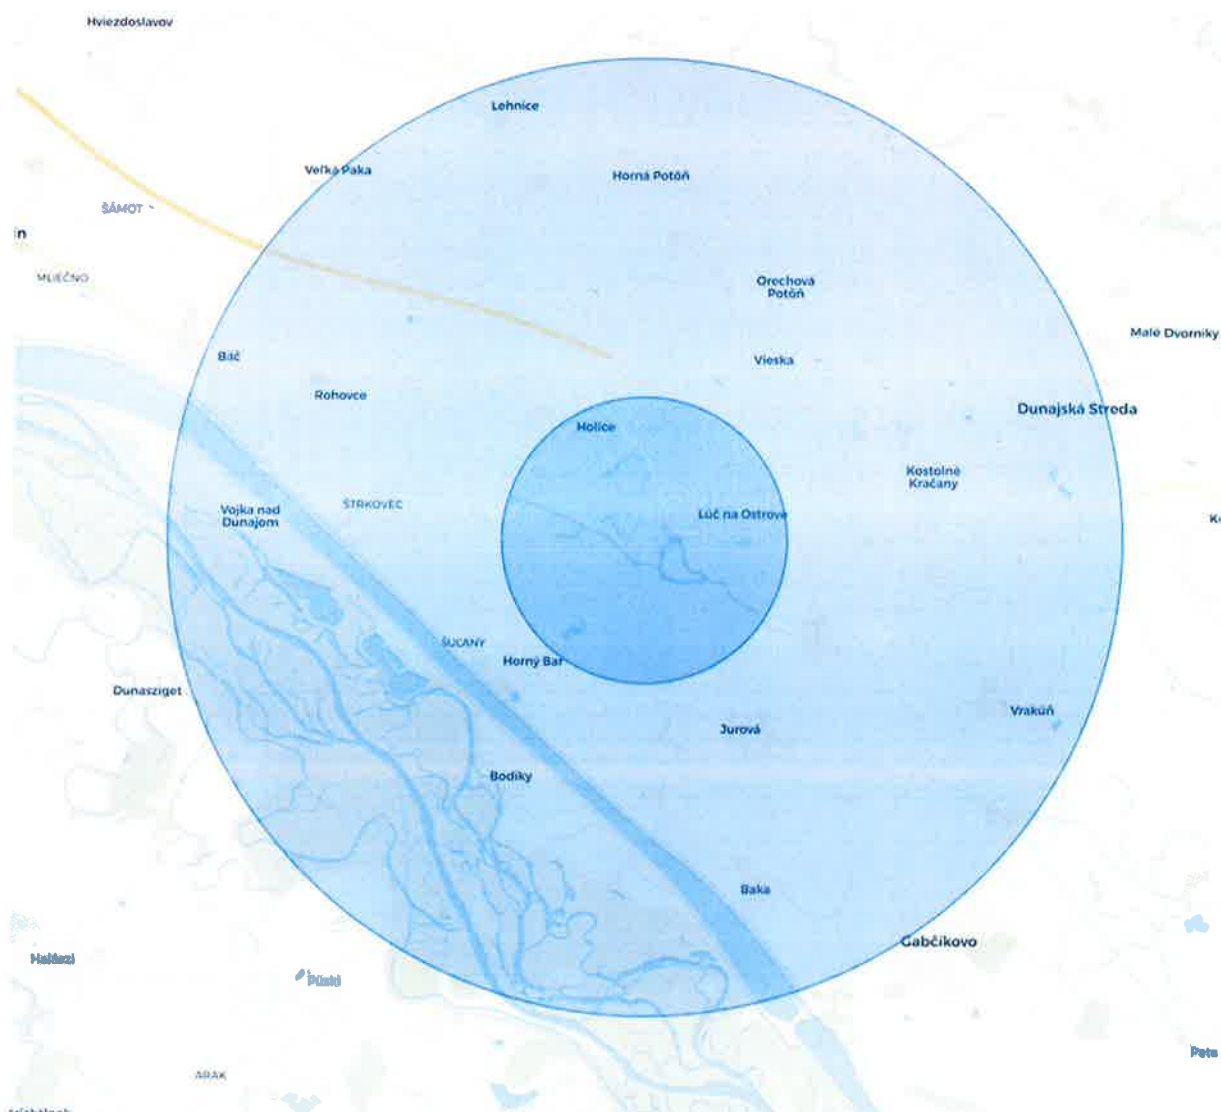 Hviezdoslavov
Lehnice
Veľká Paka
Horná Potôň
ŠÁMOT
in
MLIEČNO
Orechová
Potôň
Malé Dvorníky
Báč
Vieska
Rohovce
Dunajská Streda
Holice
Kostolné
Kračany
Vojka nad
Dunajom
ŠTRKOVEC
Lúč na Ostrove
ŠUĽANY
Horný Bar
Dunasziget
Vrakúň
Jurová
Bodíky
Baka
Gabčíkovo
Halászi
Püski
ARAK